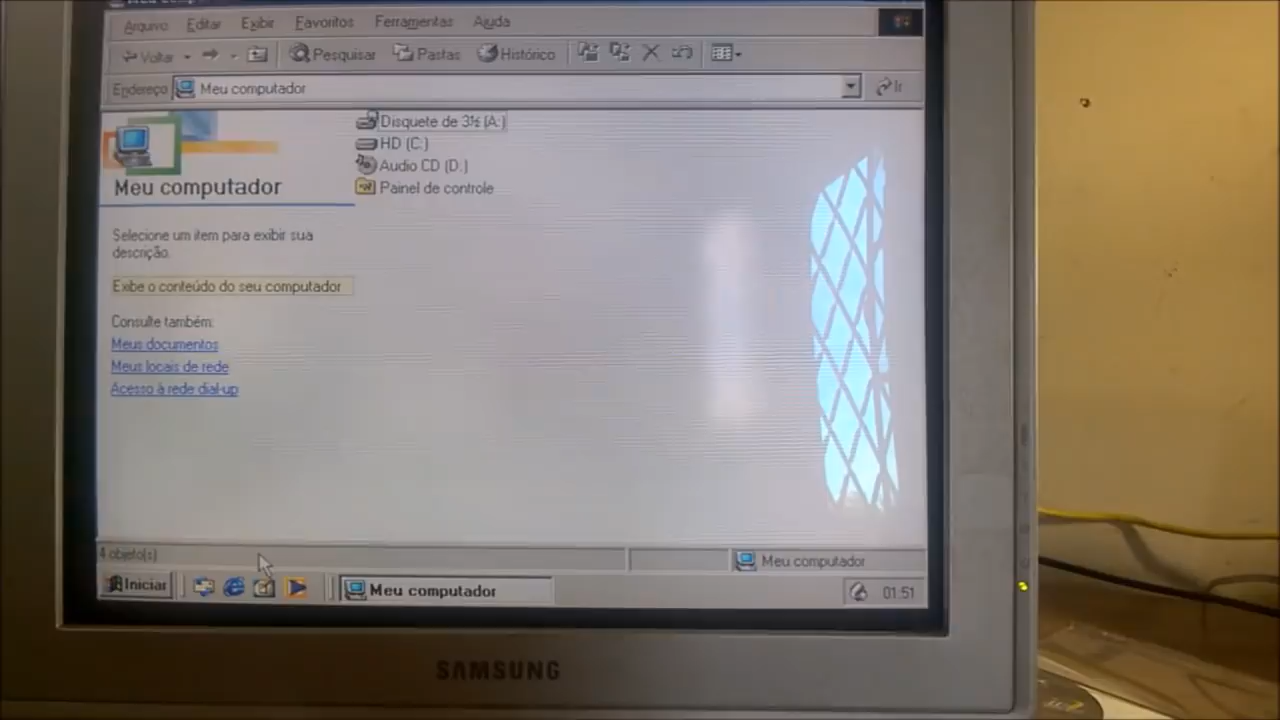 Arquivo Editar Exibir Favoritos Ferramentas Ajuda
Voltar Pesquisar Pastas Histórico
Endereço Meu computador Ir
Disquete de 3½ (A:)
HD (C:)
Audio CD (D:)
Painel de controle
Meu computador
Selecione um item para exibir sua
descrição.
Exibe o conteúdo do seu computador
Consulte também:
Meus documentos
Meus locais de rede
Acesso à rede dial-up
4 objeto(s) Meu computador
Iniciar Meu computador 01:51
SAMSUNG